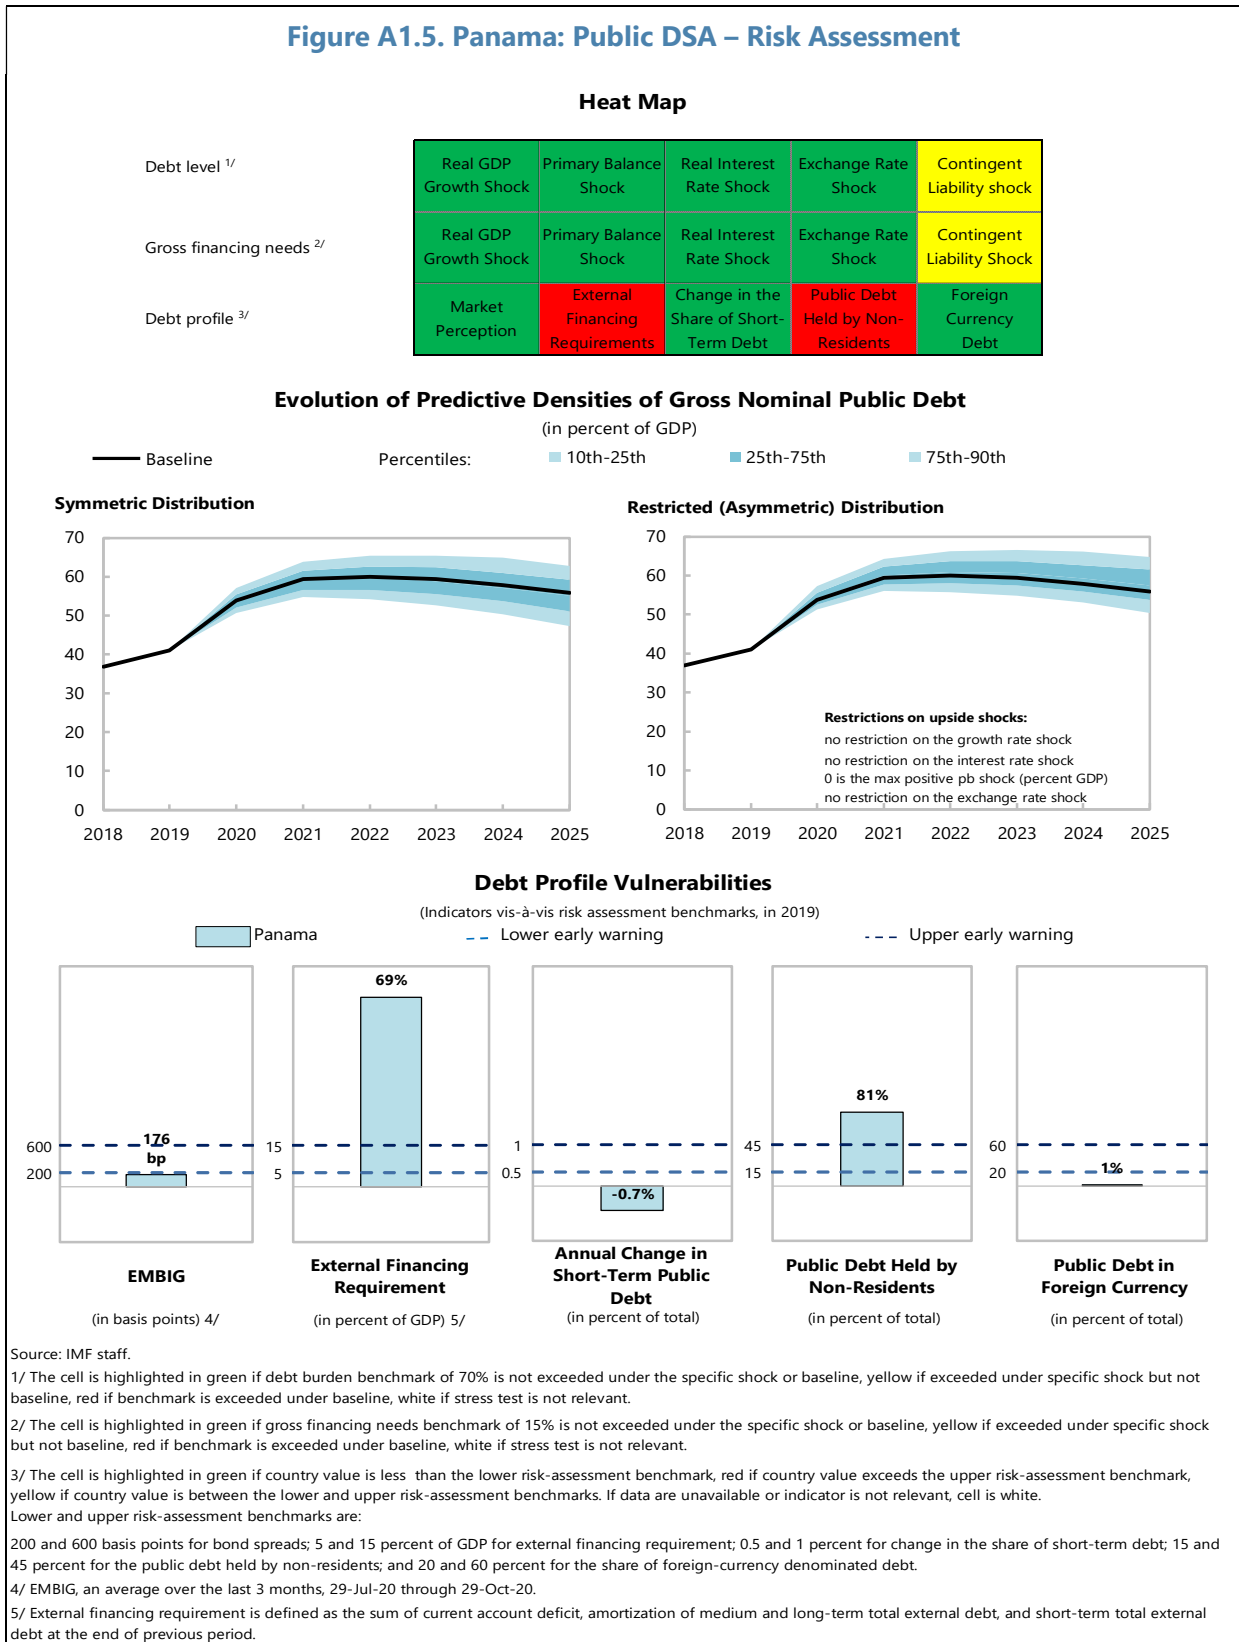 Figure A1.5. Panama: Public DSA – Risk Assessment
Heat Map
Debt level 1/
Real GDP Growth Shock
Primary Balance Shock
Real Interest Rate Shock
Exchange Rate Shock
Contingent Liability shock
Gross financing needs 2/
Real GDP Growth Shock
Primary Balance Shock
Real Interest Rate Shock
Exchange Rate Shock
Contingent Liability Shock
Debt profile 3/
Market Perception
External Financing Requirements
Change in the Share of Short-Term Debt
Public Debt Held by Non-Residents
Foreign Currency Debt
Evolution of Predictive Densities of Gross Nominal Public Debt
(in percent of GDP)
Baseline Percentiles: 10th-25th 25th-75th 75th-90th
Symmetric Distribution
70
60
50
40
30
20
10
0
2018 2019 2020 2021 2022 2023 2024 2025
Restricted (Asymmetric) Distribution
70
60
50
40
30
20
10
0
Restrictions on upside shocks:
no restriction on the growth rate shock
no restriction on the interest rate shock
0 is the max positive pb shock (percent GDP)
no restriction on the exchange rate shock
2018 2019 2020 2021 2022 2023 2024 2025
Debt Profile Vulnerabilities
(Indicators vis-à-vis risk assessment benchmarks, in 2019)
Panama Lower early warning Upper early warning
600
200
176
bp
EMBIG
(in basis points) 4/
15
5
69%
External Financing
Requirement
(in percent of GDP) 5/
1
0.5
-0.7%
Annual Change in
Short-Term Public
Debt
(in percent of total)
45
15
81%
Public Debt Held by
Non-Residents
(in percent of total)
60
20
1%
Public Debt in
Foreign Currency
(in percent of total)
Source: IMF staff.
1/ The cell is highlighted in green if debt burden benchmark of 70% is not exceeded under the specific shock or baseline, yellow if exceeded under specific shock but not
baseline, red if benchmark is exceeded under baseline, white if stress test is not relevant.
2/ The cell is highlighted in green if gross financing needs benchmark of 15% is not exceeded under the specific shock or baseline, yellow if exceeded under specific shock
but not baseline, red if benchmark is exceeded under baseline, white if stress test is not relevant.
3/ The cell is highlighted in green if country value is less than the lower risk-assessment benchmark, red if country value exceeds the upper risk-assessment benchmark,
yellow if country value is between the lower and upper risk-assessment benchmarks. If data are unavailable or indicator is not relevant, cell is white.
Lower and upper risk-assessment benchmarks are:
200 and 600 basis points for bond spreads; 5 and 15 percent of GDP for external financing requirement; 0.5 and 1 percent for change in the share of short-term debt; 15 and
45 percent for the public debt held by non-residents; and 20 and 60 percent for the share of foreign-currency denominated debt.
4/ EMBIG, an average over the last 3 months, 29-Jul-20 through 29-Oct-20.
5/ External financing requirement is defined as the sum of current account deficit, amortization of medium and long-term total external debt, and short-term total external
debt at the end of previous period.